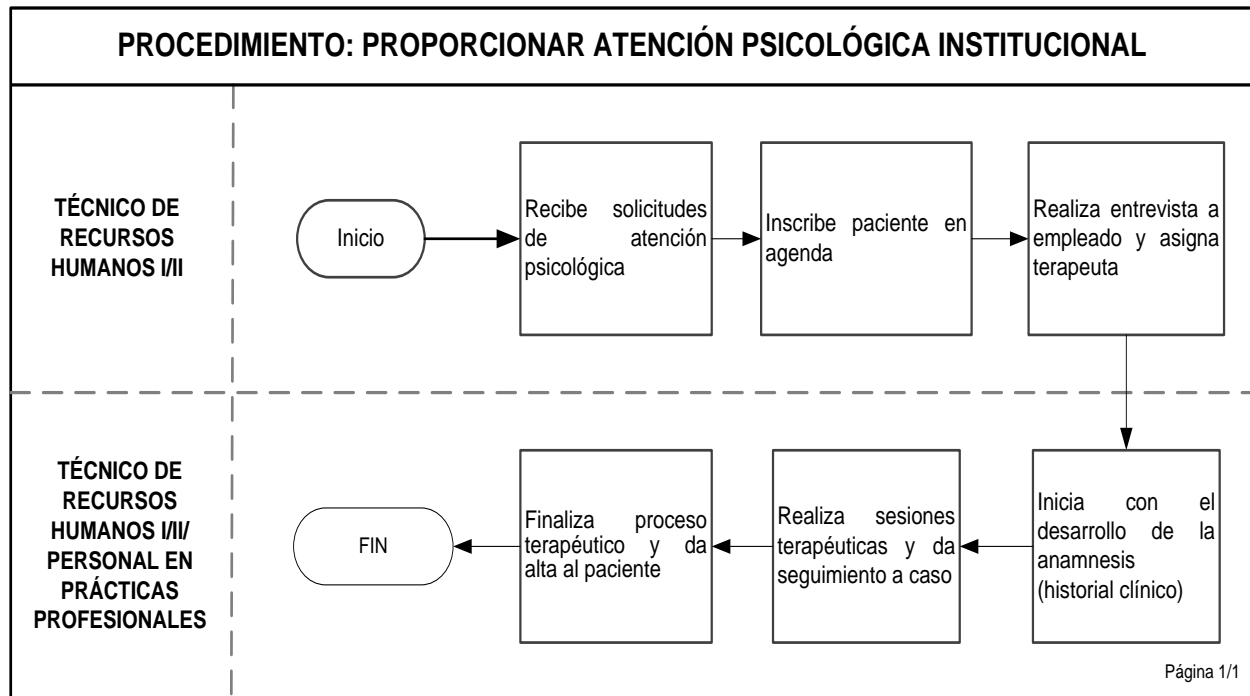 PROCEDIMIENTO: PROPORCIONAR ATENCIÓN PSICOLÓGICA INSTITUCIONAL
TÉCNICO DE
RECURSOS
HUMANOS I/II
Inicio
Recibe solicitudes
de atención
psicológica
Inscribe paciente en
agenda
Realiza entrevista a
empleado y asigna
terapeuta
TÉCNICO DE
RECURSOS
HUMANOS I/II/
PERSONAL EN
PRÁCTICAS
PROFESIONALES
FIN
Finaliza proceso
terapéutico y da
alta al paciente
Realiza sesiones
terapéuticas y da
seguimiento a caso
Inicia con el
desarrollo de la
anamnesis
(historial clínico)
Página 1/1